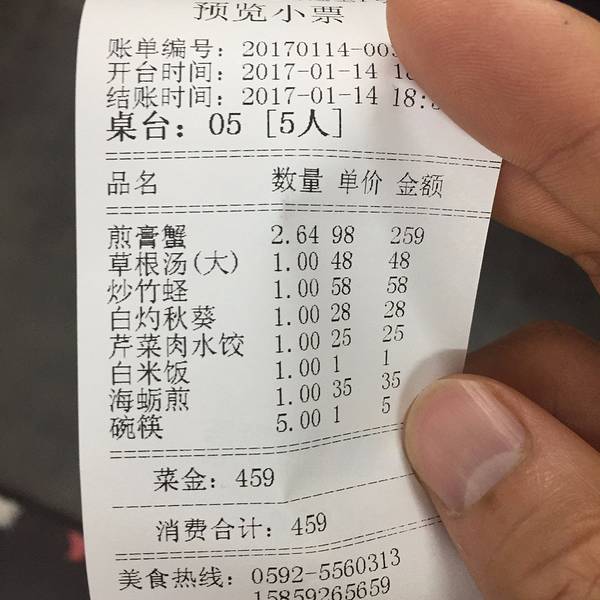 预览小票
账单编号：20170114-00
开台时间：2017-01-14 18
结账时间：2017-01-14 18:
桌台：05 [5人]
品名 数量 单价 金额
煎膏蟹 2.64 98 259
草根汤(大) 1.00 48 48
炒竹蛏 1.00 58 58
白灼秋葵 1.00 28 28
芹菜肉水饺 1.00 25 25
白米饭 1.00 1 1
海蛎煎 1.00 35 35
碗筷 5.00 1 5
菜金：459
消费合计：459
美食热线：0592-5560313
15859265659